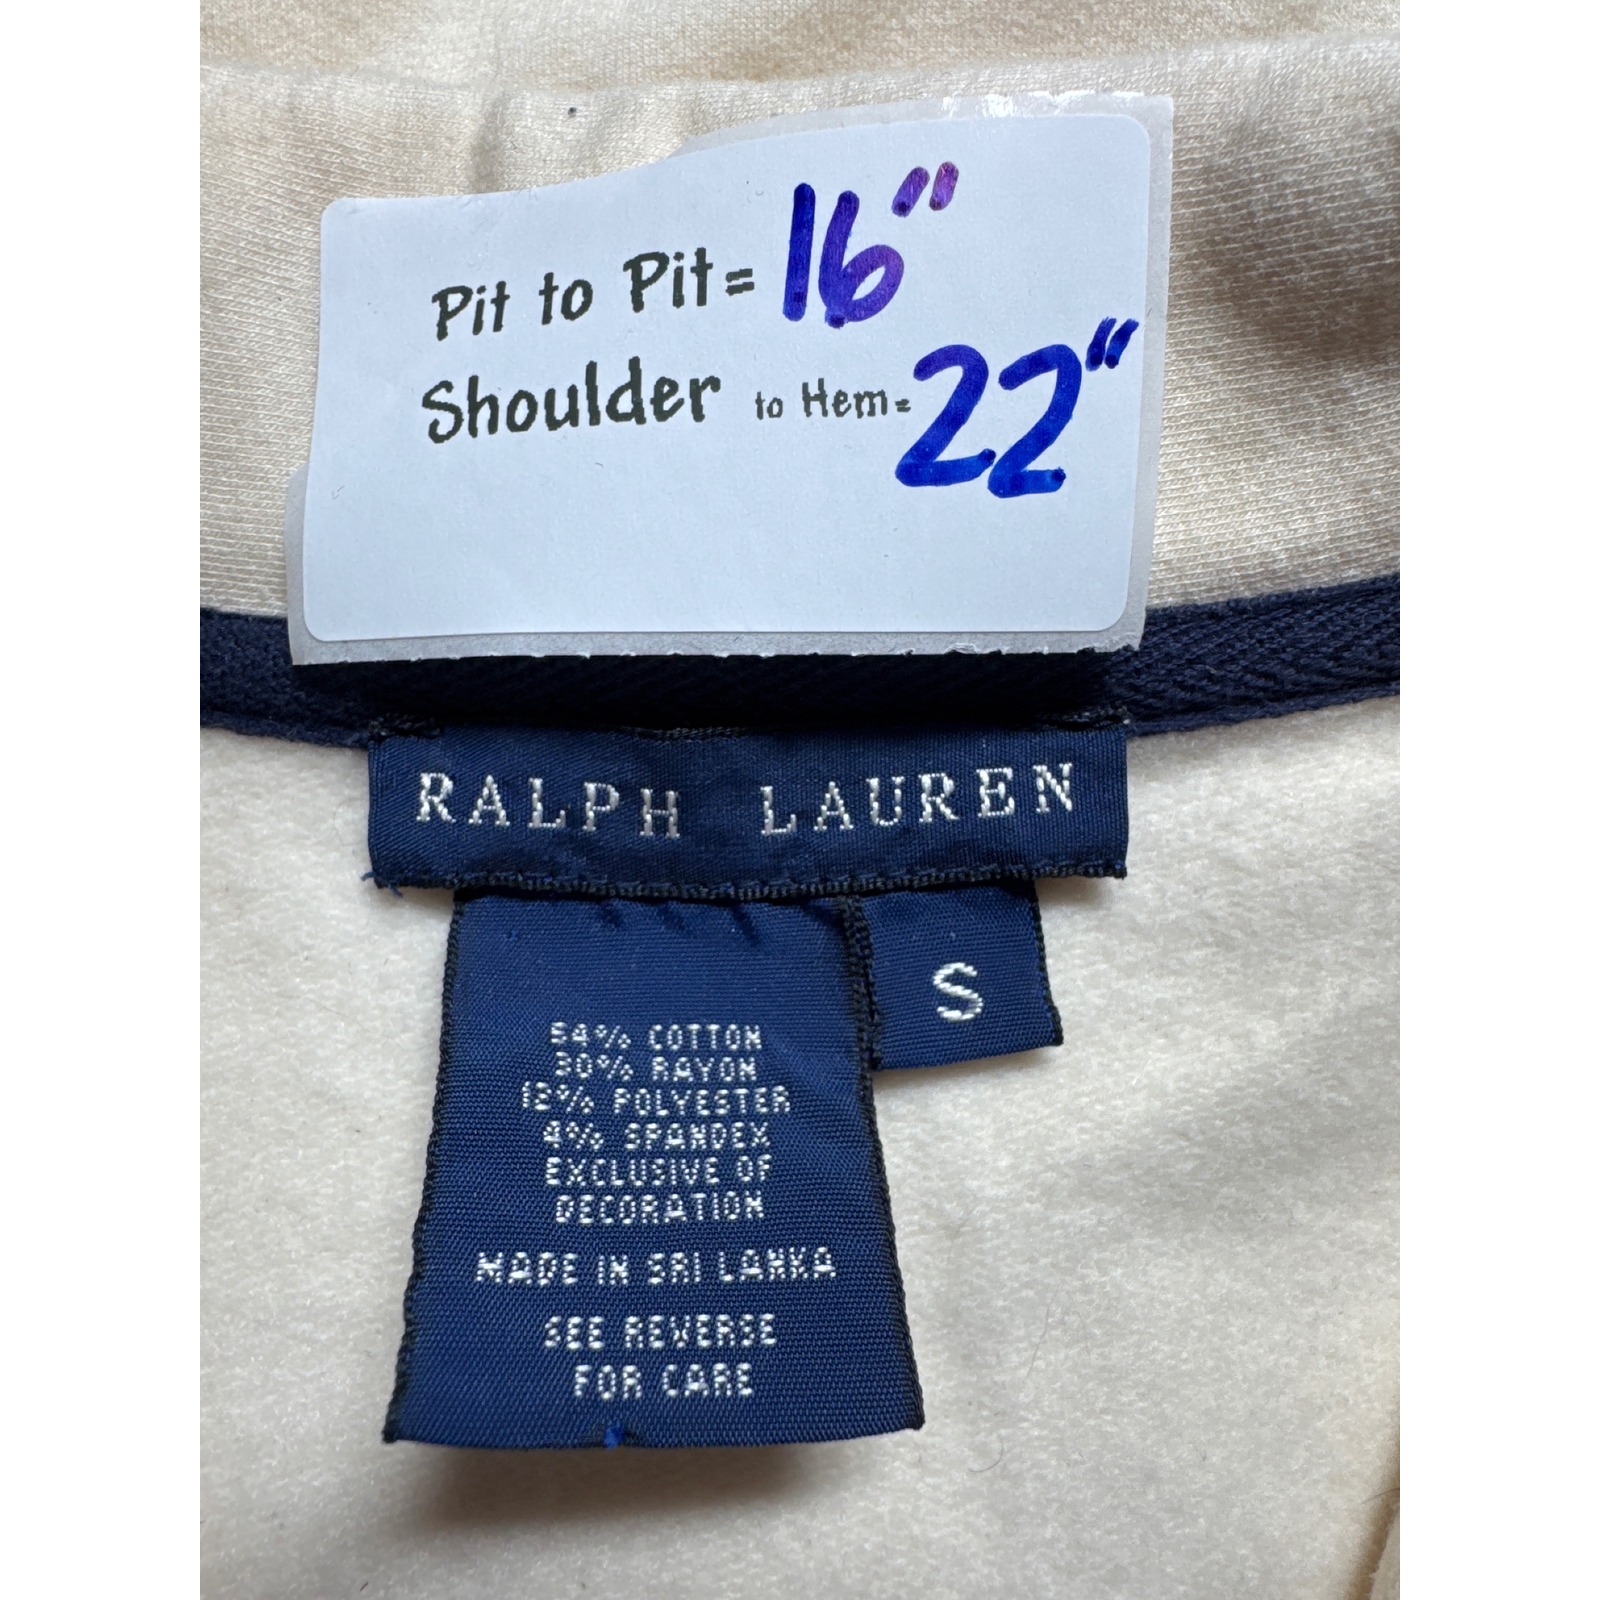 Pit to Pit= 16"
Shoulder to Hem= 22"
RALPH LAUREN
S
54% COTTON
30% RAYON
12% POLYESTER
4% SPANDEX
EXCLUSIVE OF
DECORATION
MADE IN SRI LANKA
SEE REVERSE
FOR CARE